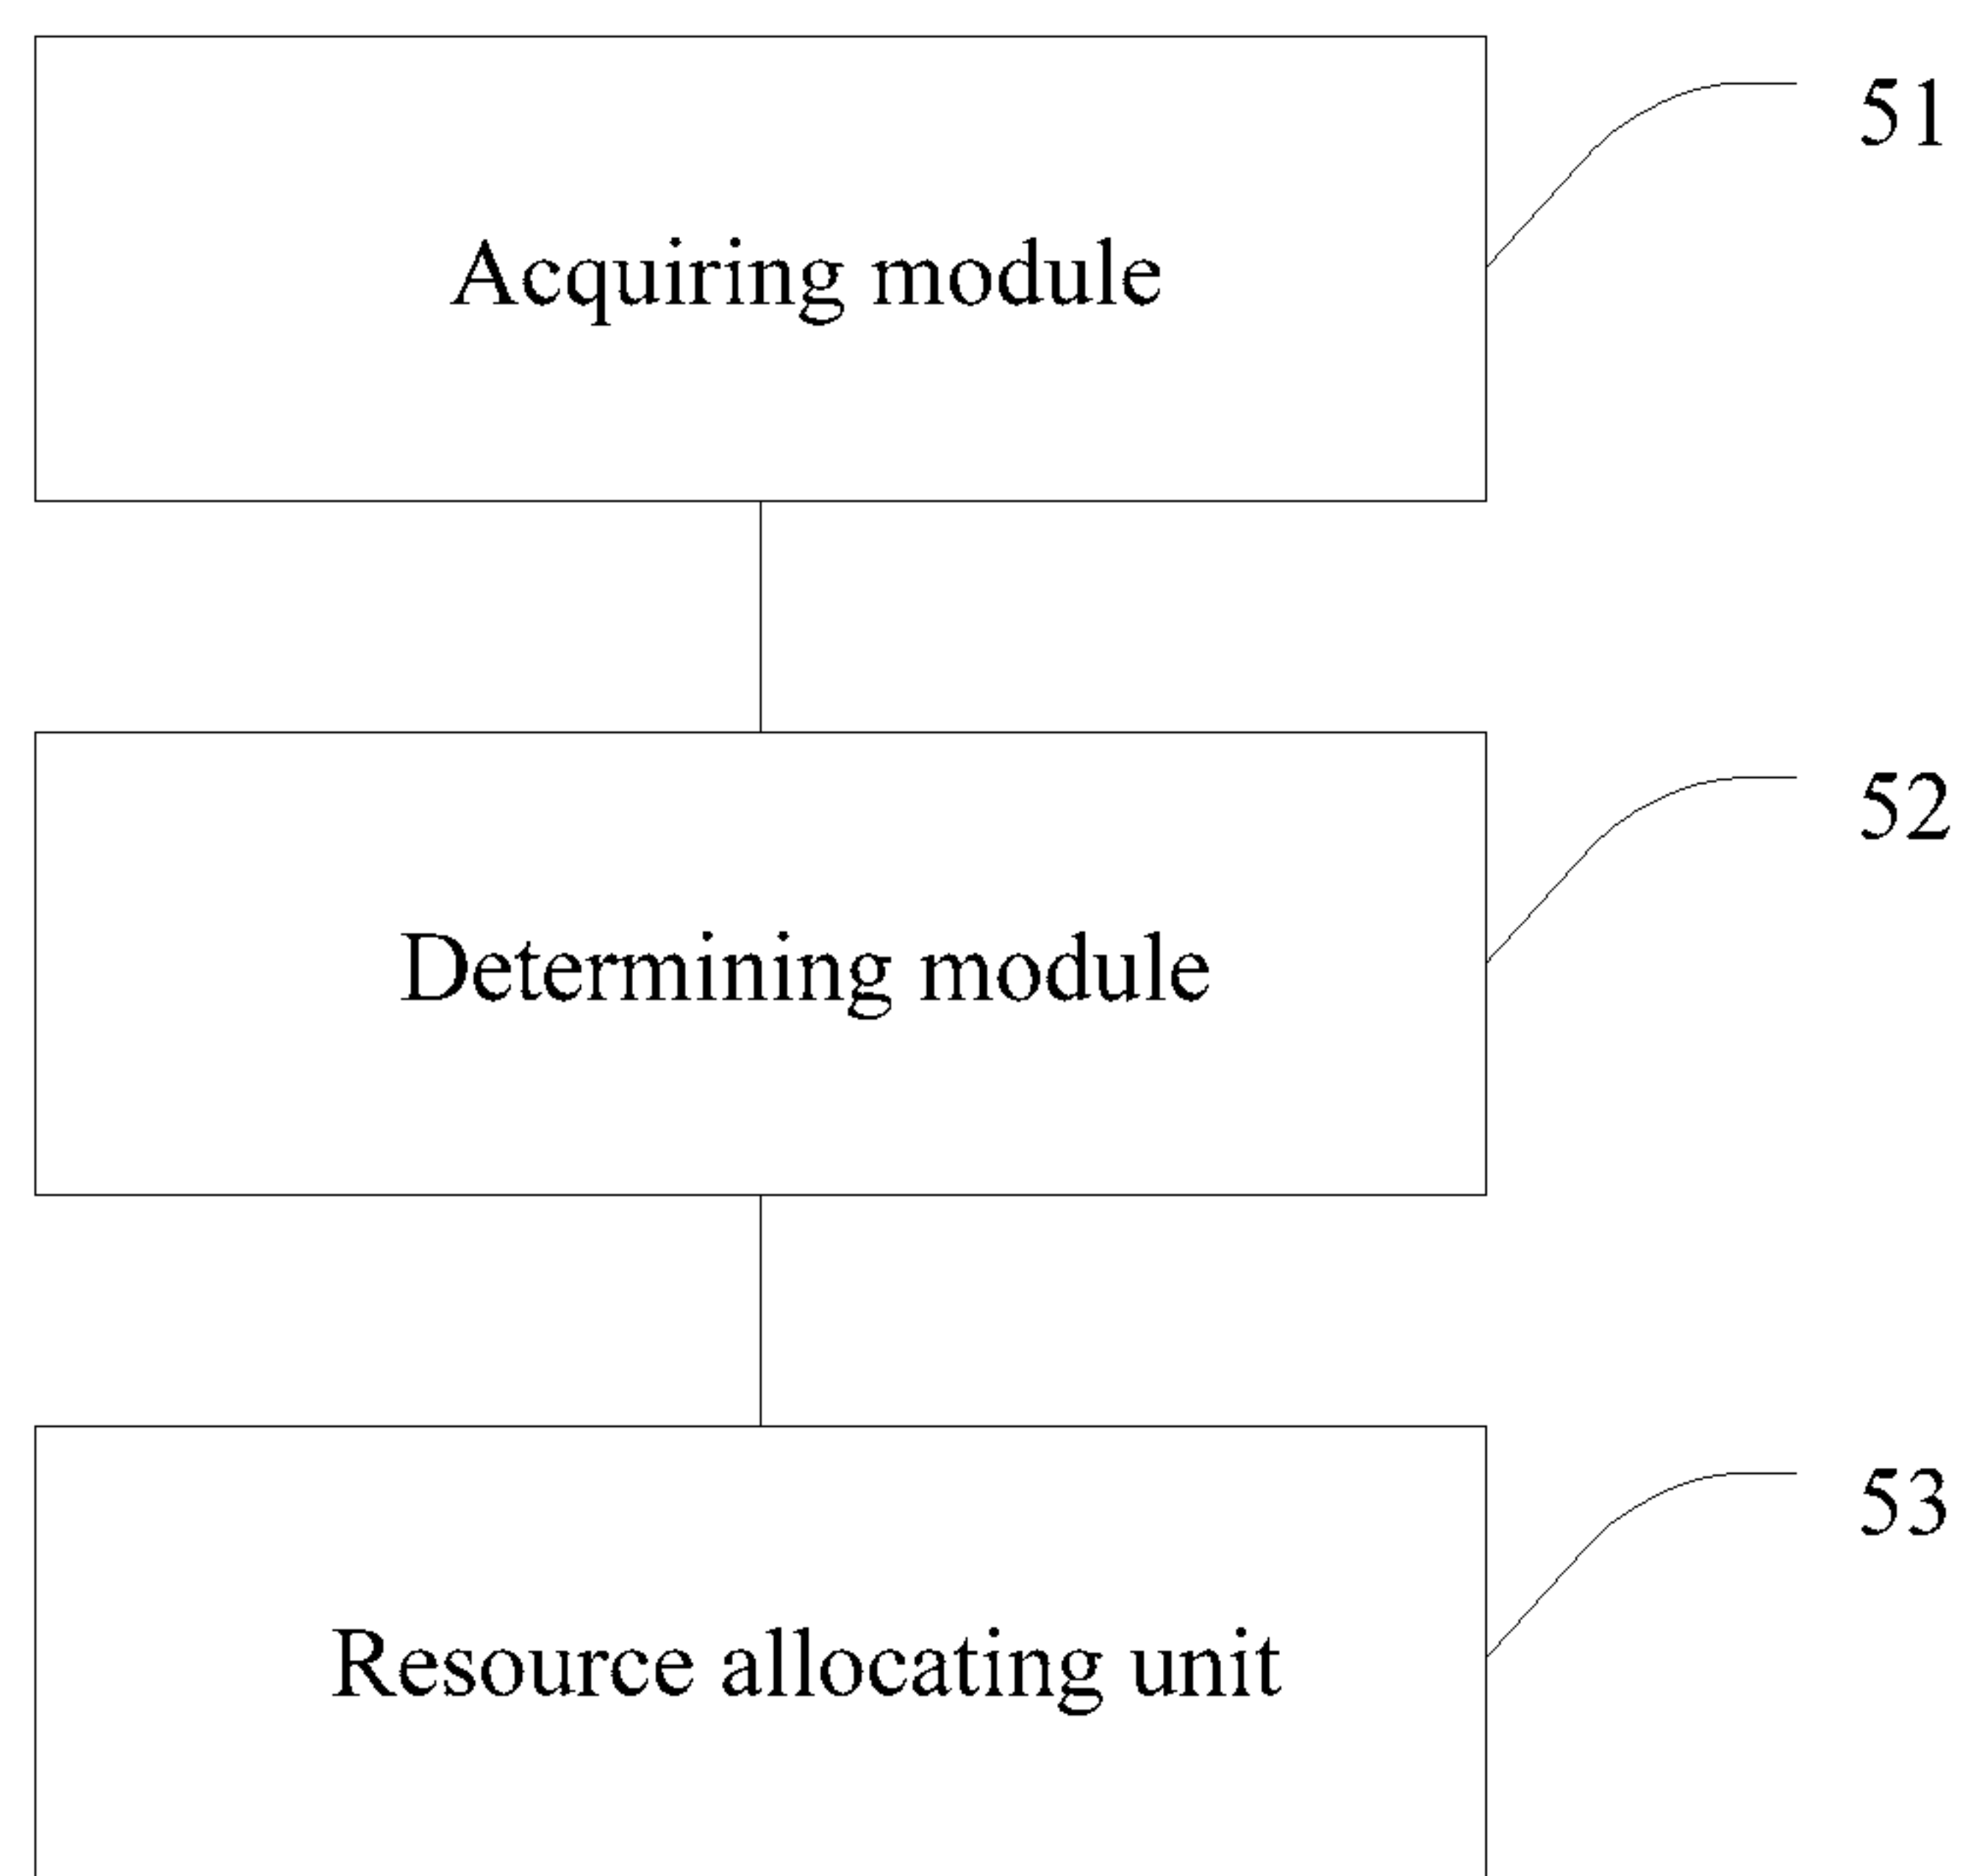 51
Acquiring module
52
Determining module
53
Resource allocating unit